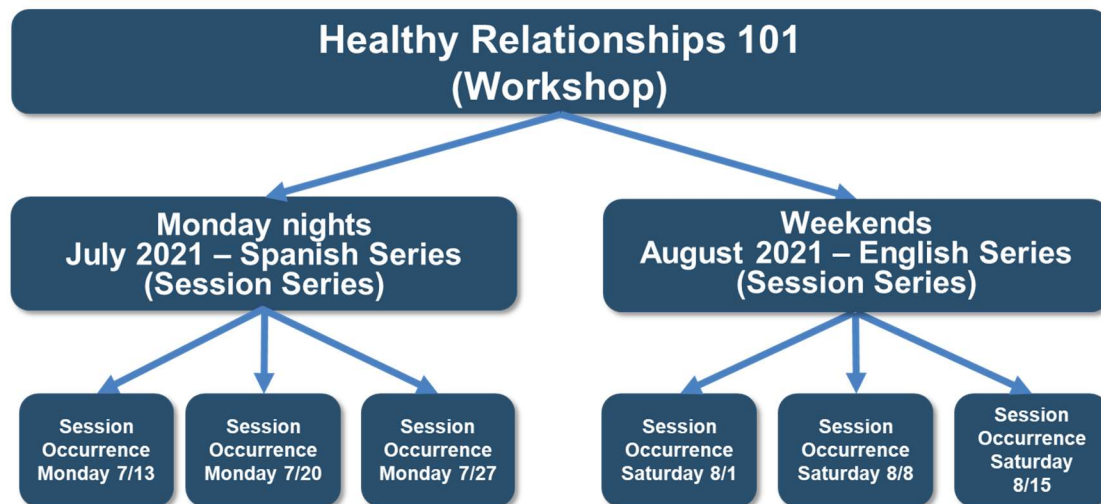 Healthy Relationships 101
(Workshop)
Monday nights
July 2021 – Spanish Series
(Session Series)
Weekends
August 2021 – English Series
(Session Series)
Session
Occurrence
Monday 7/13
Session
Occurrence
Monday 7/20
Session
Occurrence
Monday 7/27
Session
Occurrence
Saturday 8/1
Session
Occurrence
Saturday 8/8
Session
Occurrence
Saturday
8/15